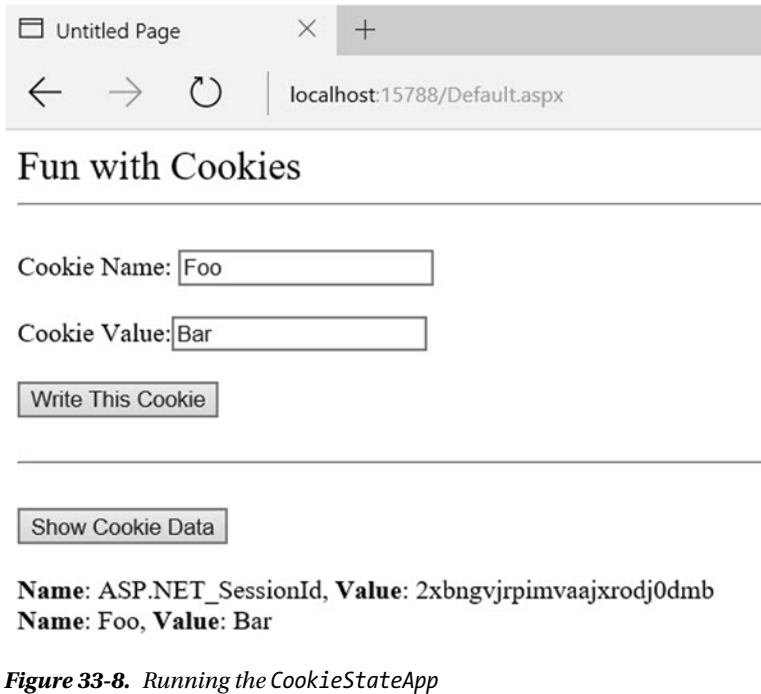 Untitled Page
localhost:15788/Default.aspx
Fun with Cookies
Cookie Name: Foo
Cookie Value: Bar
Write This Cookie
Show Cookie Data
Name: ASP.NET_SessionId, Value: 2xbngvjrpimvaajxrodj0dmb
Name: Foo, Value: Bar
Figure 33-8. Running the CookieStateApp